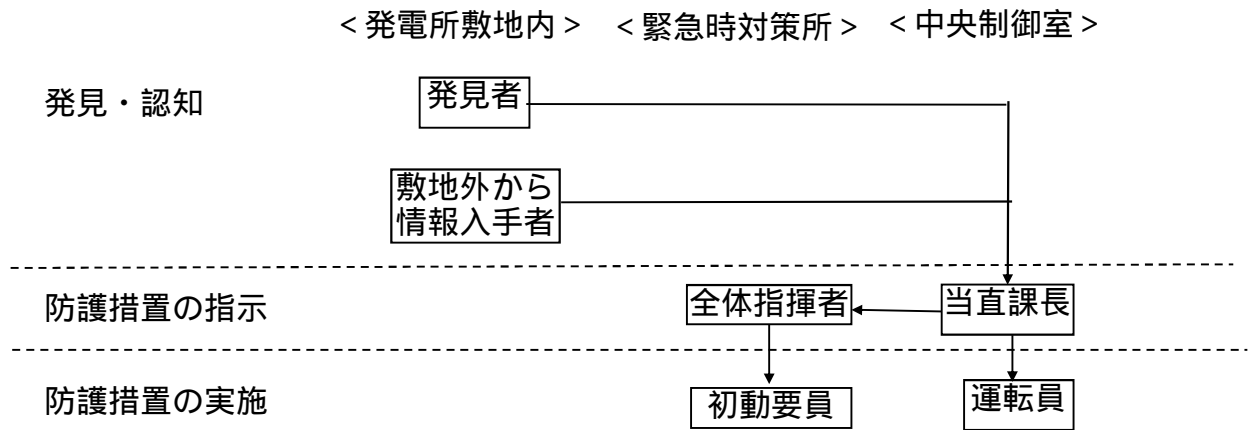 ＜発電所敷地内＞ ＜緊急時対策所＞ ＜中央制御室＞
発見・認知 発見者
敷地外から
情報入手者
防護措置の指示 全体指揮者 当直課長
防護措置の実施 初動要員 運転員